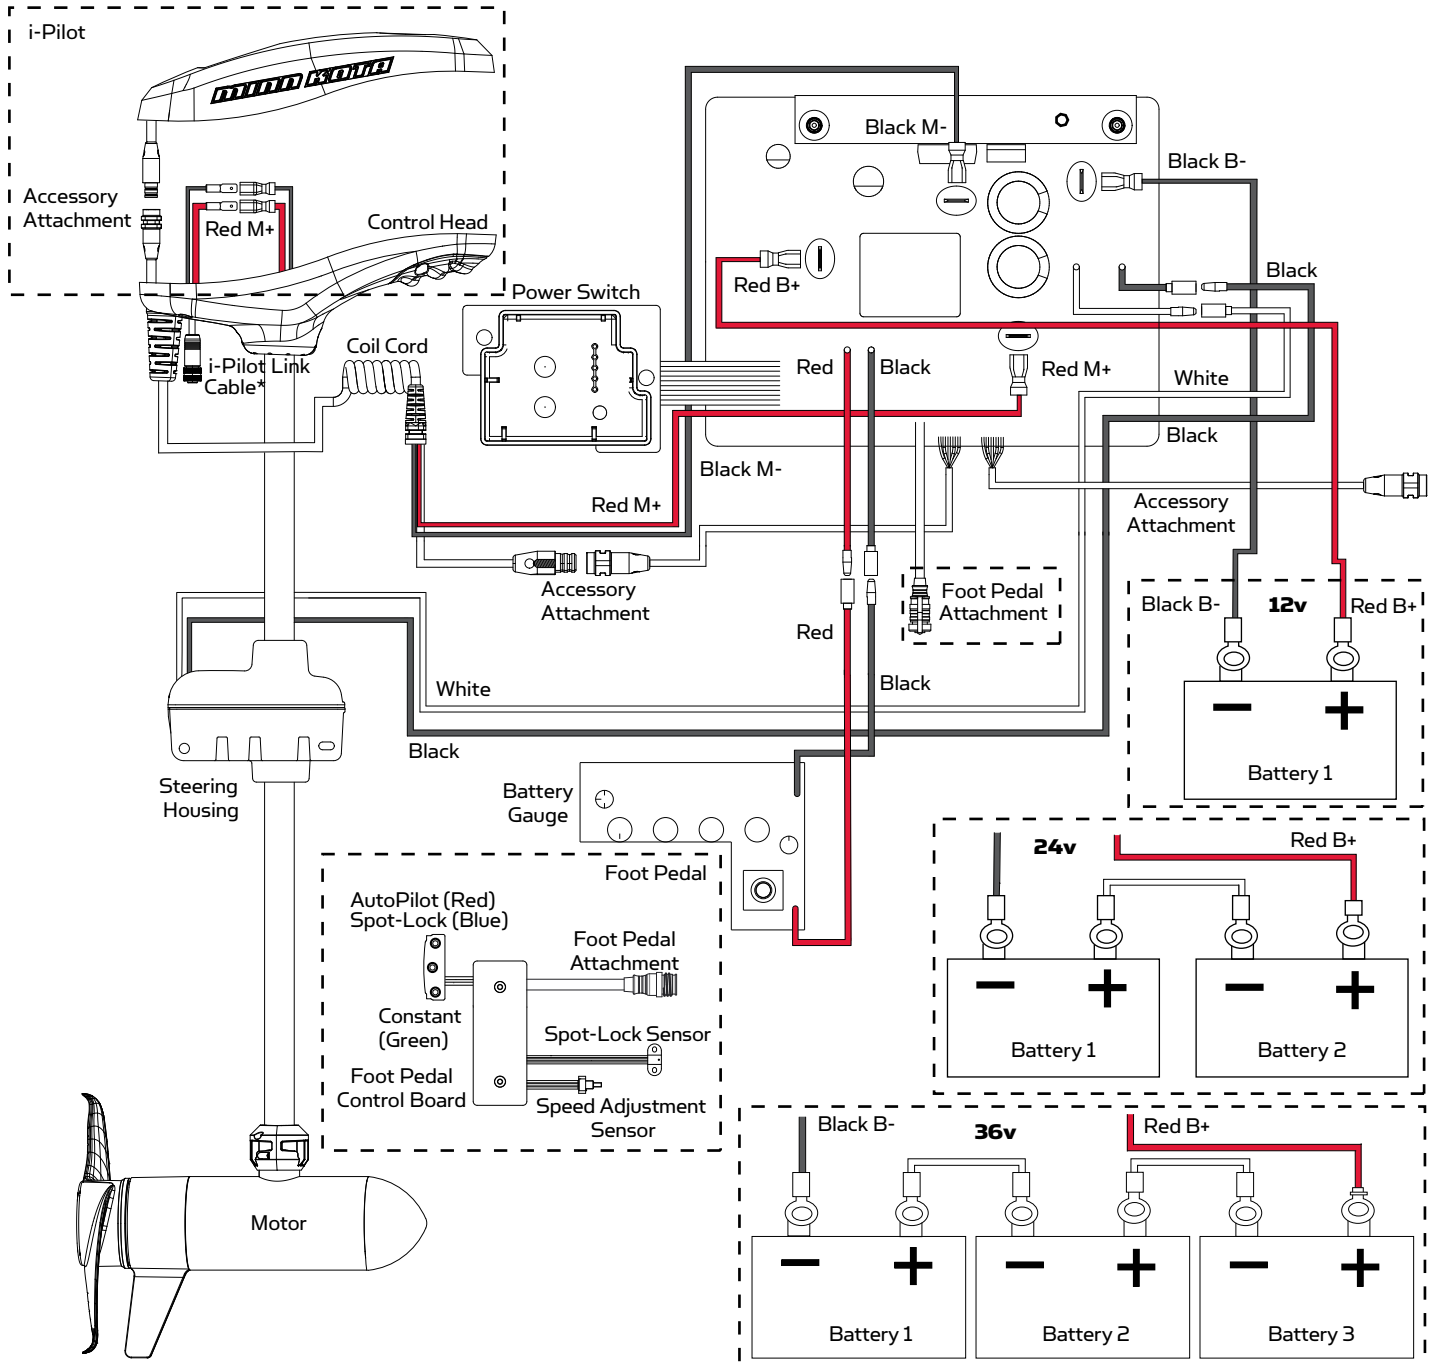 i-Pilot
MINN KOTA
Accessory
Attachment
Red M+
Control Head
i-Pilot Link
Cable*
Coil Cord
Power Switch
Black M-
Black B-
Red B+
Black
Red
Black
Red M+
White
Black
Black M-
Red M+
Accessory
Attachment
Accessory
Attachment
Foot Pedal
Attachment
Red
Black
White
Black
Steering
Housing
Battery
Gauge
Black B-
12v
Red B+
Battery 1
24v
Red B+
Battery 1
Battery 2
Foot Pedal
AutoPilot (Red)
Spot-Lock (Blue)
Foot Pedal
Attachment
Constant
(Green)
Spot-Lock Sensor
Foot Pedal
Control Board
Speed Adjustment
Sensor
Motor
Black B-
36v
Red B+
Battery 1
Battery 2
Battery 3